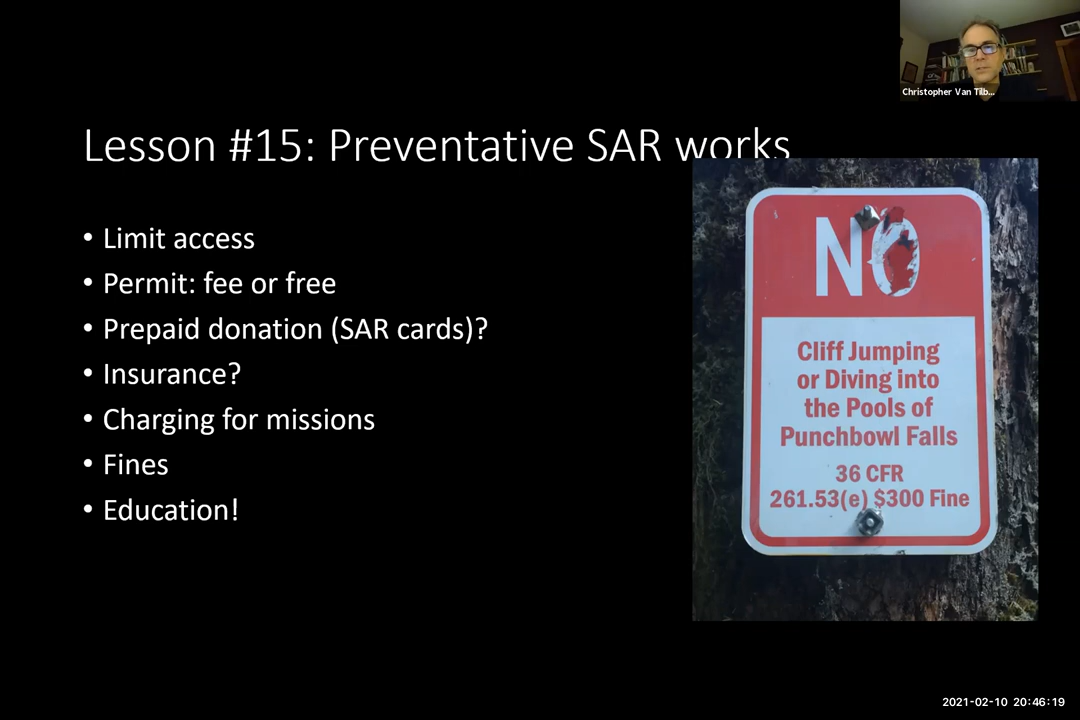 Christopher Van Tilb...
Lesson #15: Preventative SAR works
• Limit access
• Permit: fee or free
• Prepaid donation (SAR cards)?
• Insurance?
• Charging for missions
• Fines
• Education!
NO
Cliff Jumping
or Diving into
the Pools of
Punchbowl Falls
36 CFR
261.53(e) $300 Fine
2021-02-10 20:46:19